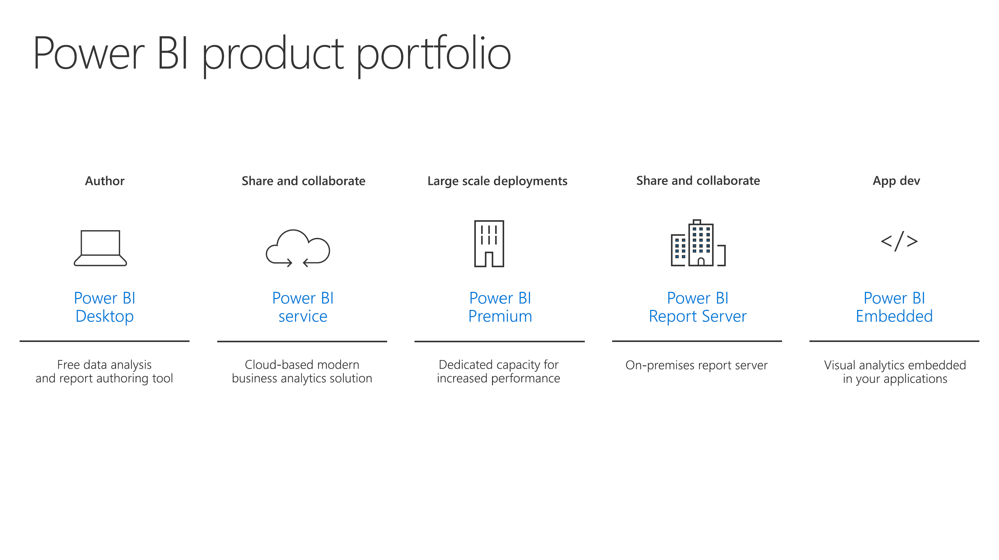 Power BI product portfolio
Author
Share and collaborate
Large scale deployments
Share and collaborate
App dev
</>
Power BI
Desktop
Power BI
service
Power BI
Premium
Power BI
Report Server
Power BI
Embedded
Free data analysis
and report authoring tool
Cloud-based modern
business analytics solution
Dedicated capacity for
increased performance
On-premises report server
Visual analytics embedded
in your applications